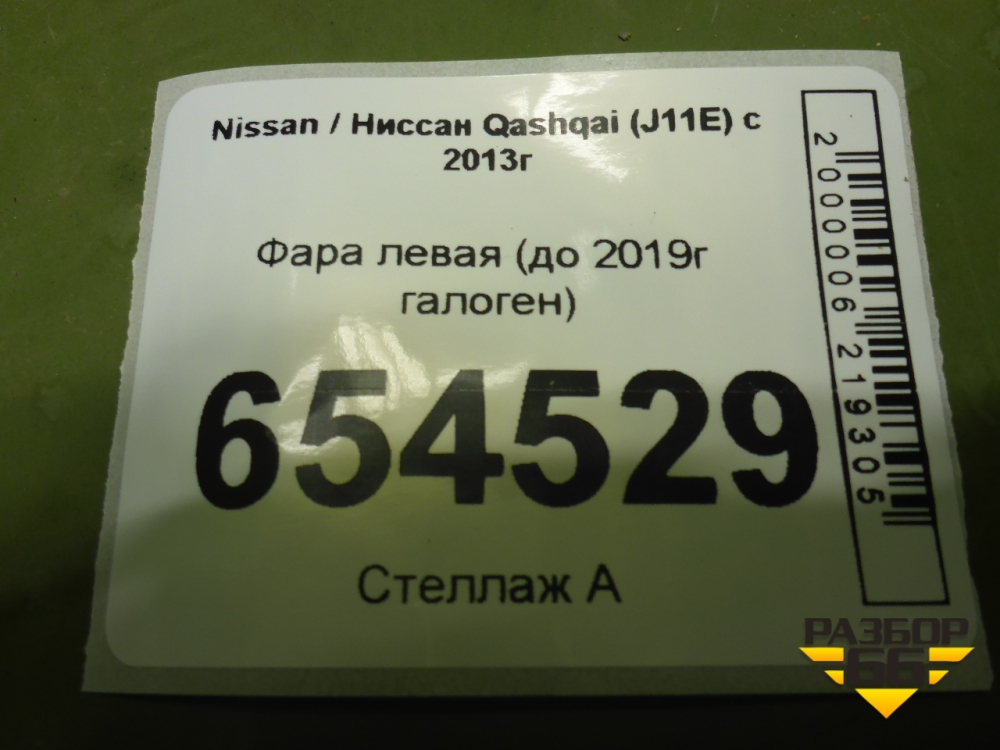 Nissan / Ниссан Qashqai (J11E) с
2013г
Фара левая (до 2019г
галоген)
654529
Стеллаж А
2000006219305
РАЗБОР
66